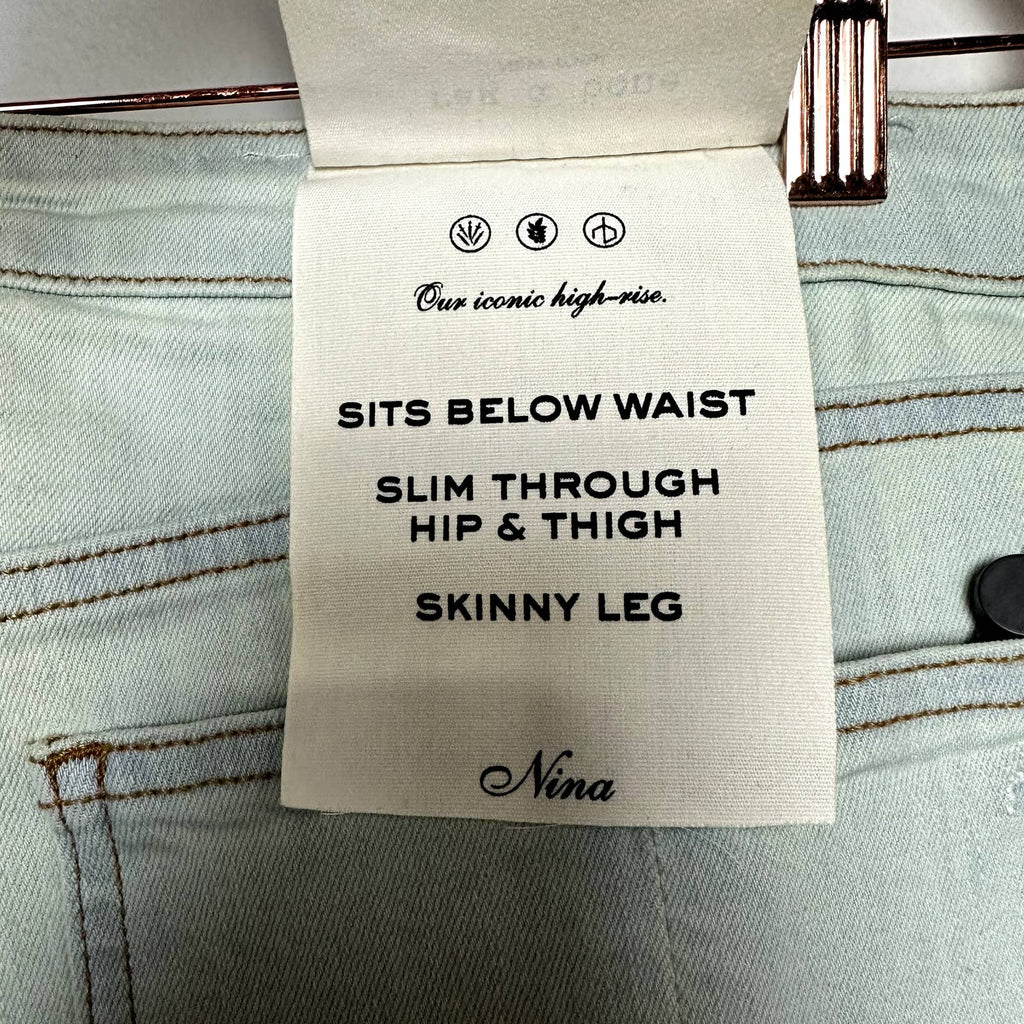 Our iconic high-rise.
SITS BELOW WAIST
SLIM THROUGH
HIP & THIGH
SKINNY LEG
Nina